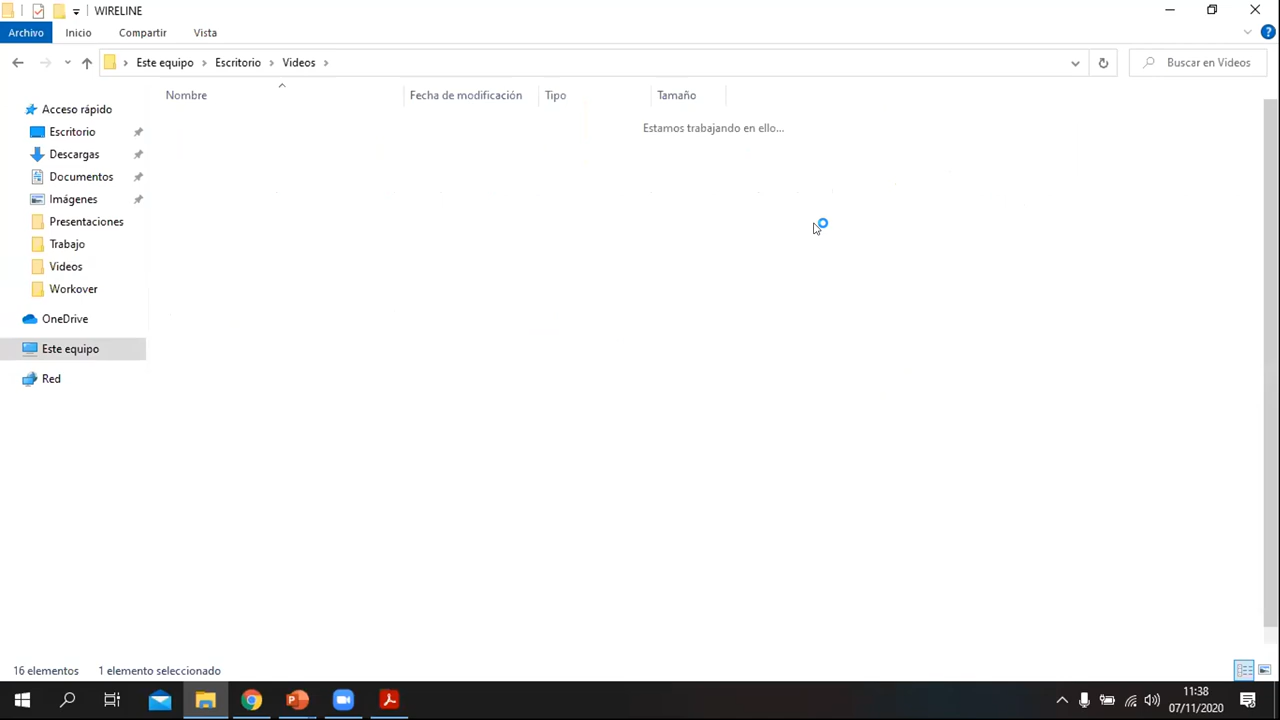 WIRELINE
Archivo Inicio Compartir Vista
Este equipo Escritorio Videos Buscar en Videos
Nombre Fecha de modificación Tipo Tamaño
Estamos trabajando en ello...
Acceso rápido
Escritorio
Descargas
Documentos
Imágenes
Presentaciones
Trabajo
Videos
Workover
OneDrive
Este equipo
Red
16 elementos 1 elemento seleccionado
11:38
07/11/2020